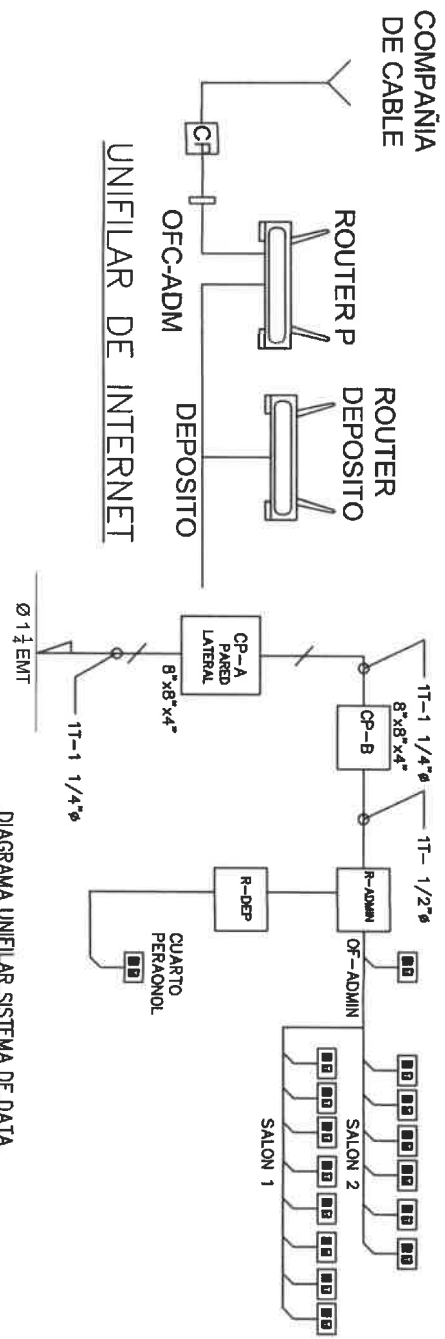 COMPAÑIA
DE CABLE
ROUTER P
ROUTER
DEPOSITO
CP
OFC-ADM
DEPOSITO
UNIFILAR DE INTERNET
1T-1 1/4"ø
CP-B
8"x8"x4"
1T- 1/2"ø
CP-A
PARED
LATERAL
8"x8"x4"
1T-1 1/4"ø
Ø1 1/4 EMT
R-ADMIN
OF-ADMIN
R-DEP
CUARTO
PERAONOL
SALON 2
SALON 1
DIAGRAMA UNIFILAR SISTEMA DE DATA